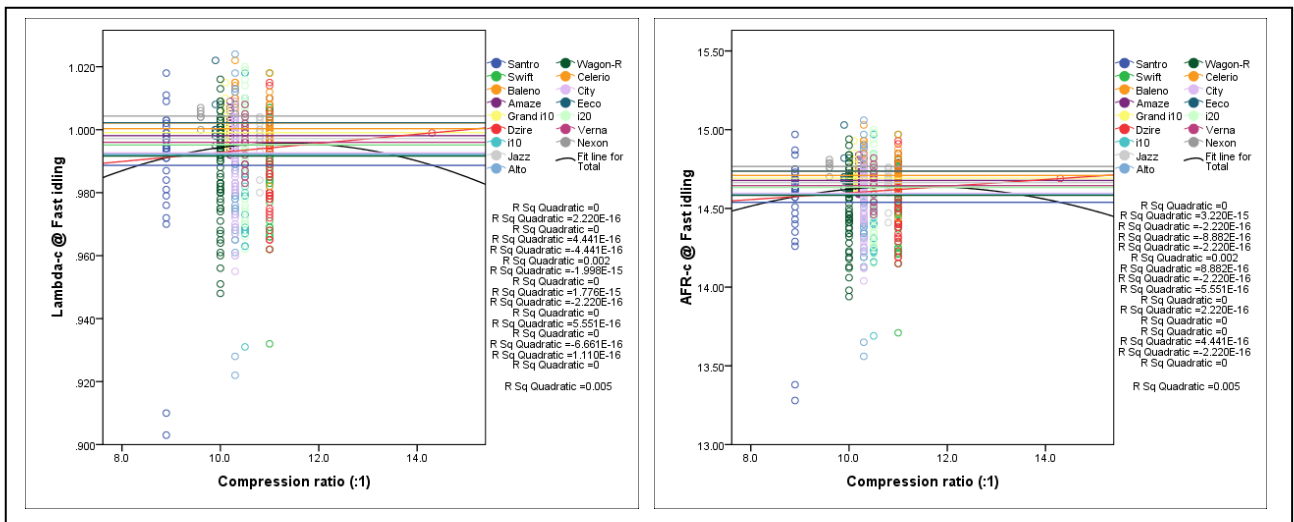 Lambda-c @ Fast idling
1.020
1.000
.980
.960
.940
.920
.900
8.0 10.0 12.0 14.0
Compression ratio (:1)
Santro Wagon-R
Swift Celerio
Baleno City
Amaze Eeco
Grand i10 i20
Dzire Verna
i10 Nexon
Jazz Fit line for
Alto Total
R Sq Quadratic =0
R Sq Quadratic =2.220E-16
R Sq Quadratic =0
R Sq Quadratic =4.441E-16
R Sq Quadratic =-4.441E-16
R Sq Quadratic =0.002
R Sq Quadratic =-1.998E-15
R Sq Quadratic =0
R Sq Quadratic =1.776E-15
R Sq Quadratic =-2.220E-16
R Sq Quadratic =0
R Sq Quadratic =5.551E-16
R Sq Quadratic =0
R Sq Quadratic =-6.661E-16
R Sq Quadratic =1.110E-16
R Sq Quadratic =0
R Sq Quadratic =0.005
AFR-c @ Fast idling
15.50
15.00
14.50
14.00
13.50
13.00
8.0 10.0 12.0 14.0
Compression ratio (:1)
Santro Wagon-R
Swift Celerio
Baleno City
Amaze Eeco
Grand i10 i20
Dzire Verna
i10 Nexon
Jazz Fit line for
Alto Total
R Sq Quadratic =0
R Sq Quadratic =3.220E-15
R Sq Quadratic =-2.220E-16
R Sq Quadratic =-8.882E-16
R Sq Quadratic =-2.220E-16
R Sq Quadratic =0.002
R Sq Quadratic =8.882E-16
R Sq Quadratic =-2.220E-16
R Sq Quadratic =5.551E-16
R Sq Quadratic =0
R Sq Quadratic =2.220E-16
R Sq Quadratic =0
R Sq Quadratic =0
R Sq Quadratic =4.441E-16
R Sq Quadratic =-2.220E-16
R Sq Quadratic =0
R Sq Quadratic =0.005